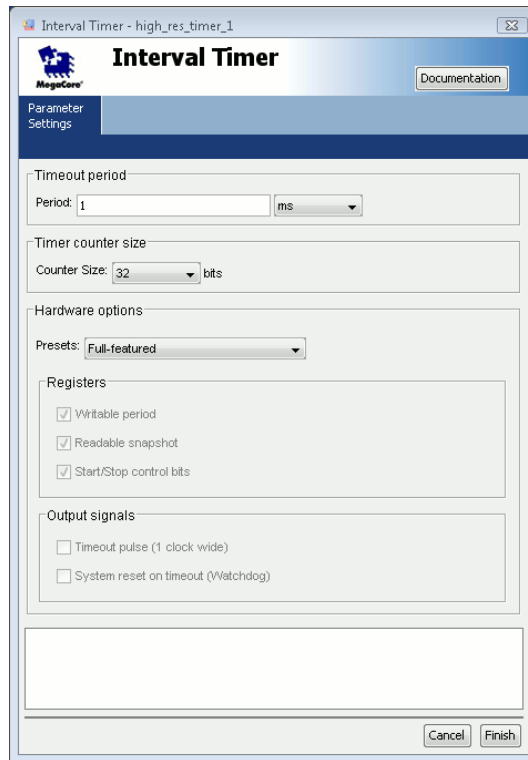 Interval Timer - high_res_timer_1
MegaCore®
Interval Timer
Documentation
Parameter
Settings
Timeout period
Period: 1 ms
Timer counter size
Counter Size: 32 bits
Hardware options
Presets: Full-featured
Registers
Writable period
Readable snapshot
Start/Stop control bits
Output signals
Timeout pulse (1 clock wide)
System reset on timeout (Watchdog)
Cancel Finish